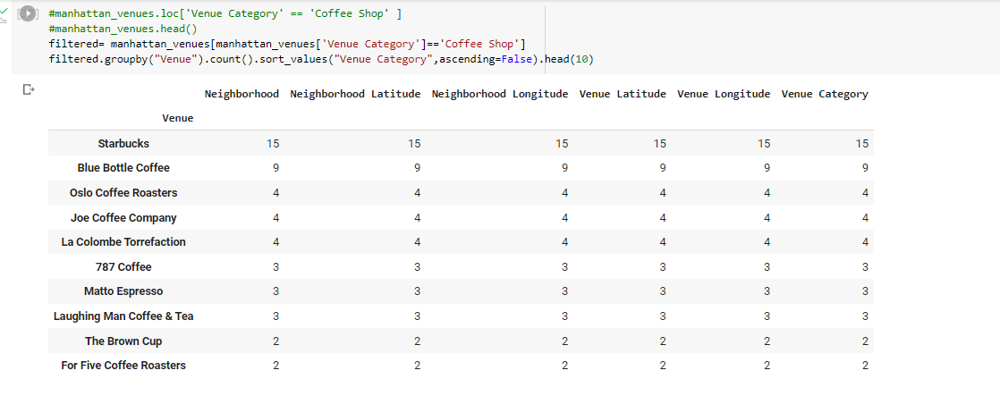 #manhattan_venues.loc['Venue Category' == 'Coffee Shop' ]
#manhattan_venues.head()
filtered= manhattan_venues[manhattan_venues['Venue Category']=='Coffee Shop']
filtered.groupby("Venue").count().sort_values("Venue Category",ascending=False).head(10)
Neighborhood Neighborhood Latitude Neighborhood Longitude Venue Latitude Venue Longitude Venue Category
Venue
Starbucks 15 15 15 15 15 15
Blue Bottle Coffee 9 9 9 9 9 9
Oslo Coffee Roasters 4 4 4 4 4 4
Joe Coffee Company 4 4 4 4 4 4
La Colombe Torrefaction 4 4 4 4 4 4
787 Coffee 3 3 3 3 3 3
Matto Espresso 3 3 3 3 3 3
Laughing Man Coffee & Tea 3 3 3 3 3 3
The Brown Cup 2 2 2 2 2 2
For Five Coffee Roasters 2 2 2 2 2 2